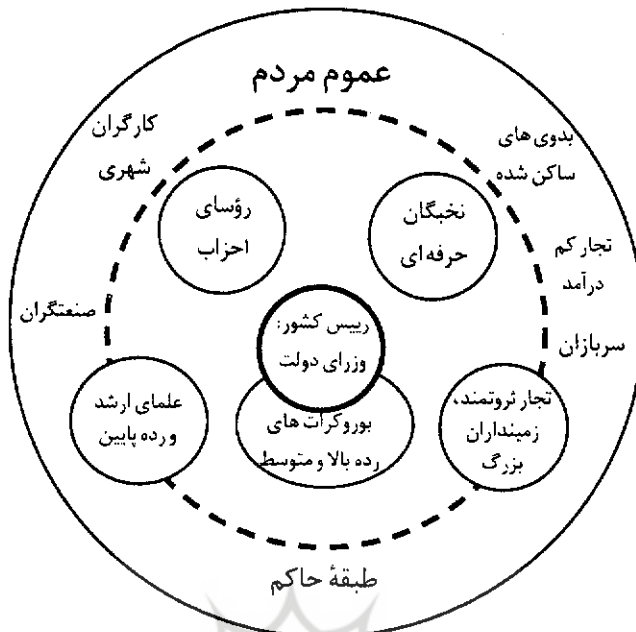 عموم مردم
کارگران
شهری
بدوی های
ساکن شده
رؤسای
احزاب
نخبگان
حرفه ای
تجار کم
درآمد
صنعتگران
سربازان
رییس کشور:
وزرای دولت
علمای ارشد
و رده پایین
بوروکرات های
رده بالا و متوسط
تجار ثروتمند،
زمینداران
بزرگ
طبقهٔ حاکم